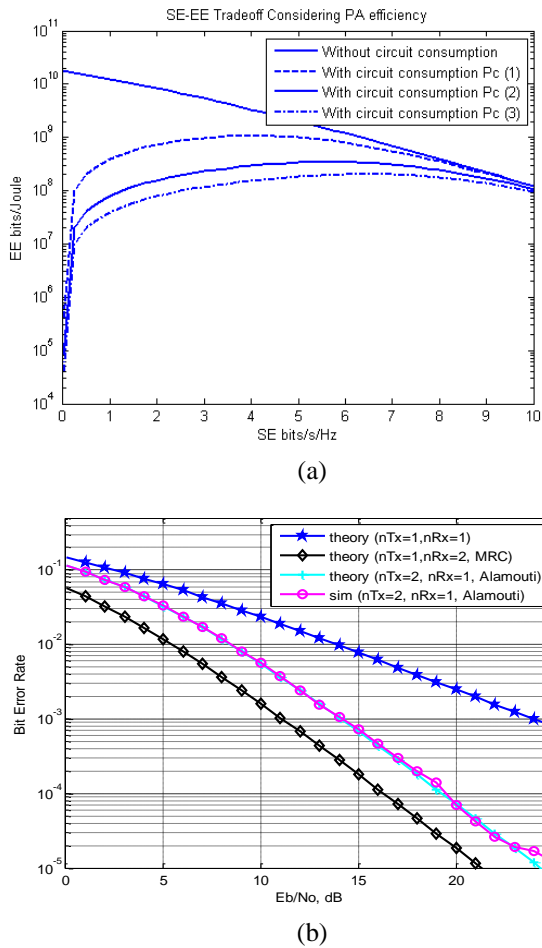 SE-EE Tradeoff Considering PA efficiency
10^11
10^10
10^9
10^8
10^7
10^6
10^5
10^4
EE bits/Joule
Without circuit consumption
With circuit consumption Pc (1)
With circuit consumption Pc (2)
With circuit consumption Pc (3)
0 1 2 3 4 5 6 7 8 9 10
SE bits/s/Hz
(a)
10^-1
10^-2
10^-3
10^-4
10^-5
Bit Error Rate
theory (nTx=1,nRx=1)
theory (nTx=1,nRx=2, MRC)
theory (nTx=2, nRx=1, Alamouti)
sim (nTx=2, nRx=1, Alamouti)
0 5 10 15 20
Eb/No, dB
(b)